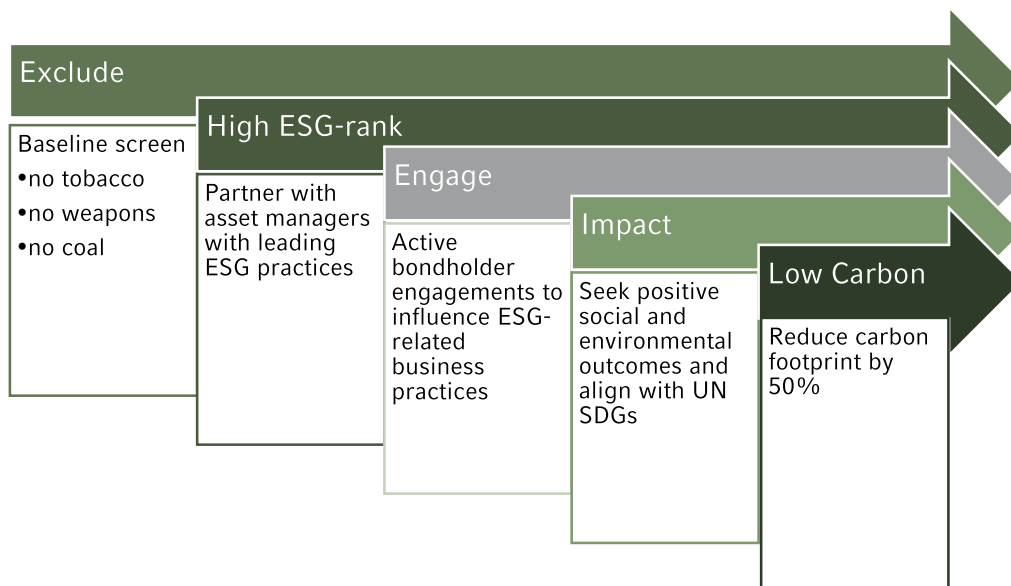 Exclude
Baseline screen
•no tobacco
•no weapons
•no coal
High ESG-rank
Partner with
asset managers
with leading
ESG practices
Engage
Active
bondholder
engagements to
influence ESG-
related
business
practices
Impact
Seek positive
social and
environmental
outcomes and
align with UN
SDGs
Low Carbon
Reduce carbon
footprint by
50%